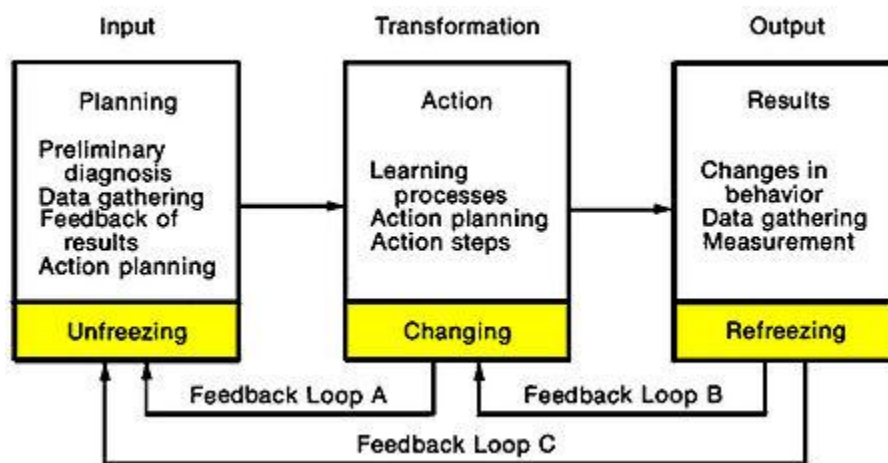 Input
Transformation
Output
Planning
Preliminary
diagnosis
Data gathering
Feedback of
results
Action planning
Unfreezing
Action
Learning
processes
Action planning
Action steps
Changing
Results
Changes in
behavior
Data gathering
Measurement
Refreezing
Feedback Loop A
Feedback Loop B
Feedback Loop C